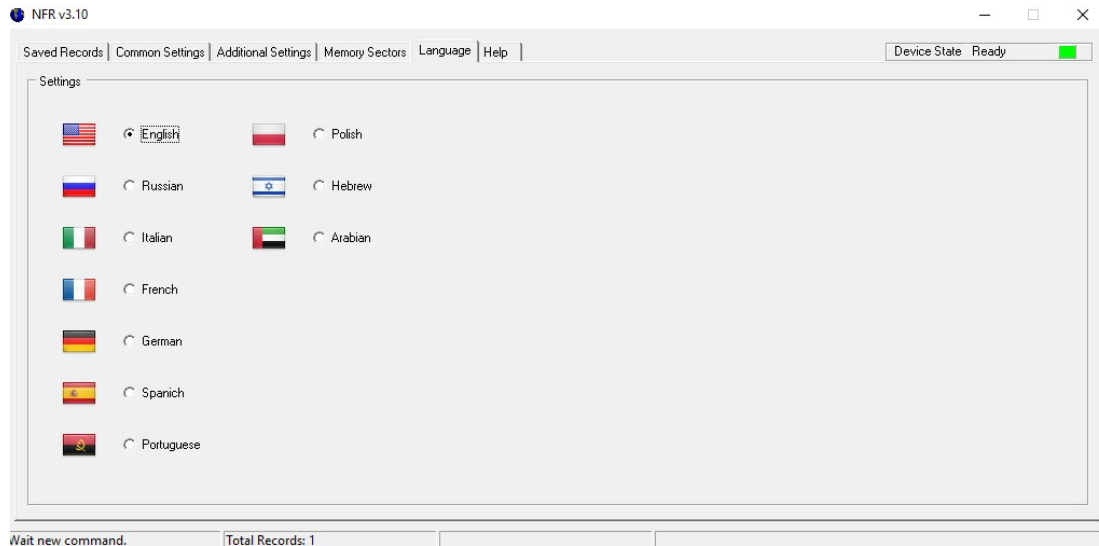 NFR v3.10
Saved Records Common Settings Additional Settings Memory Sectors Language Help Device State Ready
Settings
English Polish
Russian Hebrew
Italian Arabian
French
German
Spanich
Portuguese
Wait new command. Total Records: 1